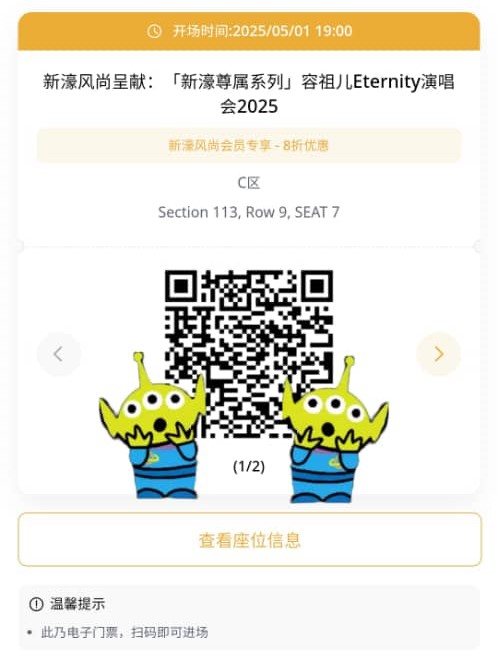 开场时间:2025/05/01 19:00
新濠风尚呈献：「新濠尊属系列」容祖儿Eternity演唱
会2025
新濠风尚会员专享 - 8折优惠
C区
Section 113, Row 9, SEAT 7
(1/2)
查看座位信息
温馨提示
此乃电子门票，扫码即可进场